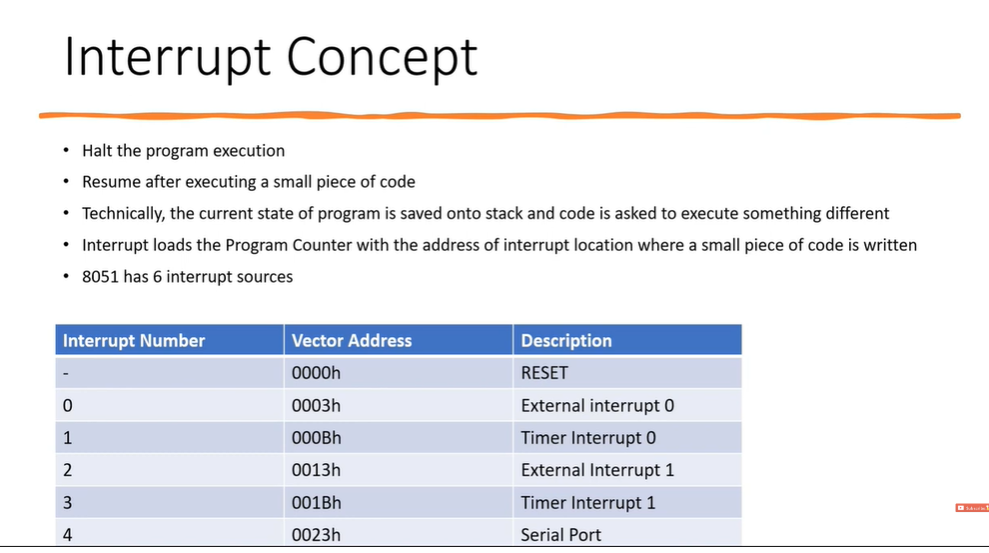 Interrupt Concept
• Halt the program execution
• Resume after executing a small piece of code
• Technically, the current state of program is saved onto stack and code is asked to execute something different
• Interrupt loads the Program Counter with the address of interrupt location where a small piece of code is written
• 8051 has 6 interrupt sources
Interrupt Number Vector Address Description
- 0000h RESET
0 0003h External interrupt 0
1 000Bh Timer Interrupt 0
2 0013h External Interrupt 1
3 001Bh Timer Interrupt 1
4 0023h Serial Port